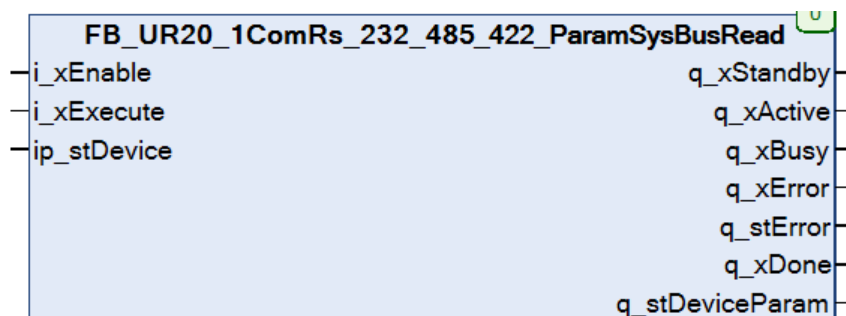 FB_UR20_1ComRs_232_485_422_ParamSysBusRead
i_xEnable q_xStandby
i_xExecute q_xActive
ip_stDevice q_xBusy
q_xError
q_stError
q_xDone
q_stDeviceParam